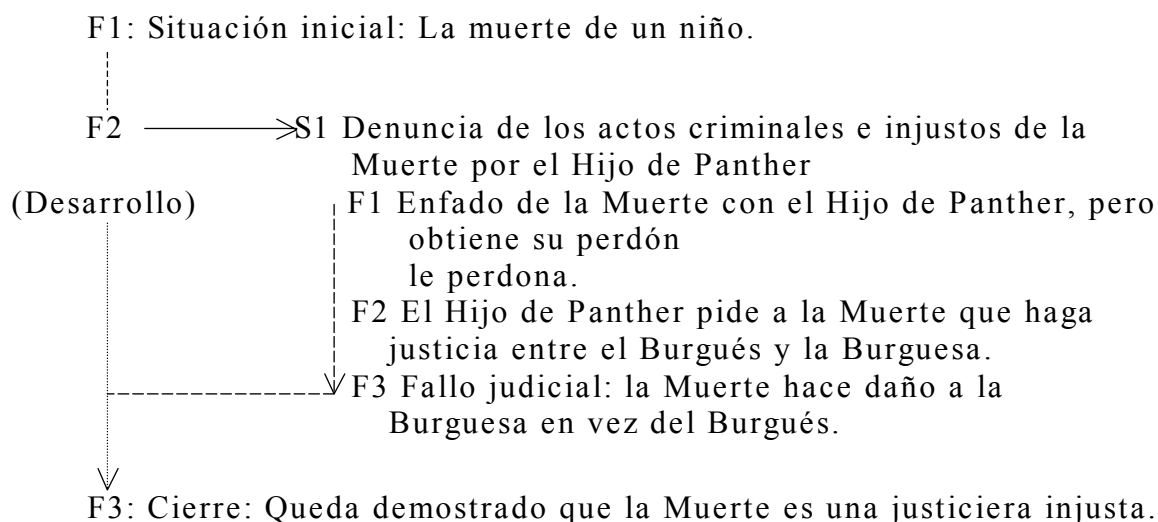 F1: Situación inicial: La muerte de un niño.
F2 S1 Denuncia de los actos criminales e injustos de la
Muerte por el Hijo de Panther
(Desarrollo) F1 Enfado de la Muerte con el Hijo de Panther, pero
obtiene su perdón
le perdona.
F2 El Hijo de Panther pide a la Muerte que haga
justicia entre el Burgués y la Burguesa.
F3 Fallo judicial: la Muerte hace daño a la
Burguesa en vez del Burgués.
F3: Cierre: Queda demostrado que la Muerte es una justiciera injusta.